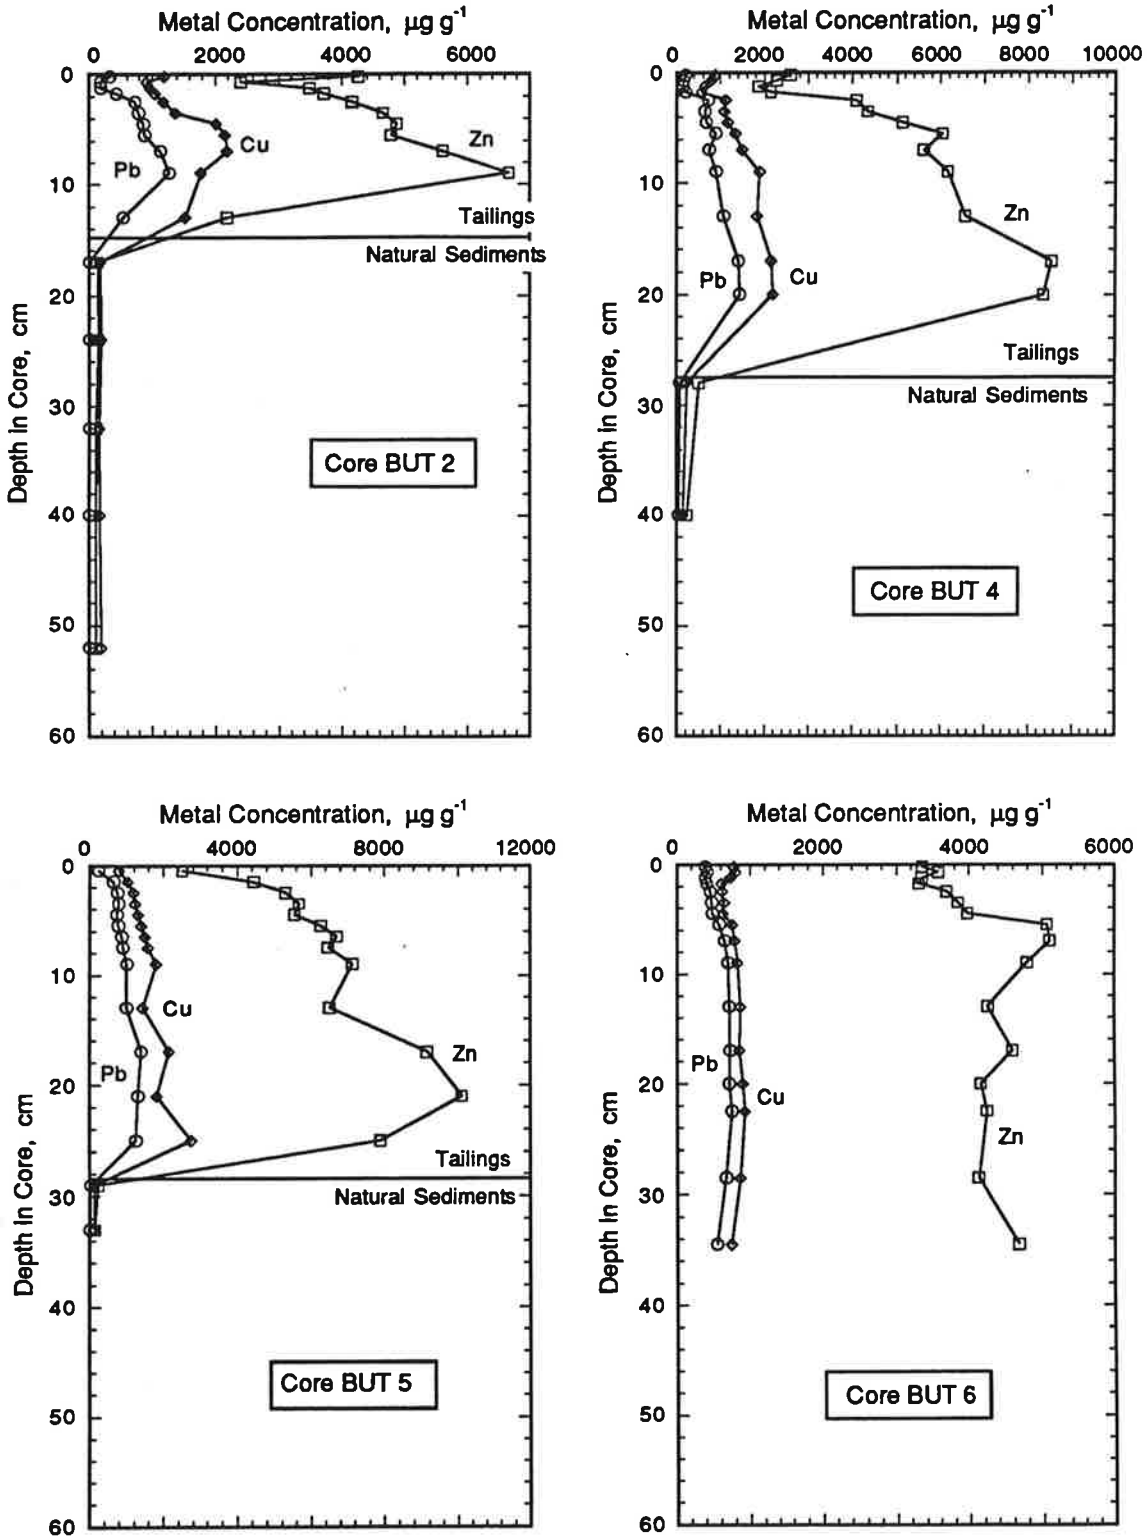 Metal Concentration, µg g-1
0 2000 4000 6000
0
10
20
30
40
50
60
Depth in Core, cm
Zn
Cu
Pb
Tailings
Natural Sediments
Core BUT 2
Metal Concentration, µg g-1
0 2000 4000 6000 8000 10000
0
10
20
30
40
50
60
Depth in Core, cm
Zn
Pb
Cu
Tailings
Natural Sediments
Core BUT 4
Metal Concentration, µg g-1
0 4000 8000 12000
0
10
20
30
40
50
60
Depth in Core, cm
Cu
Zn
Pb
Tailings
Natural Sediments
Core BUT 5
Metal Concentration, µg g-1
0 2000 4000 6000
0
10
20
30
40
50
60
Depth in Core, cm
Pb
Cu
Zn
Core BUT 6